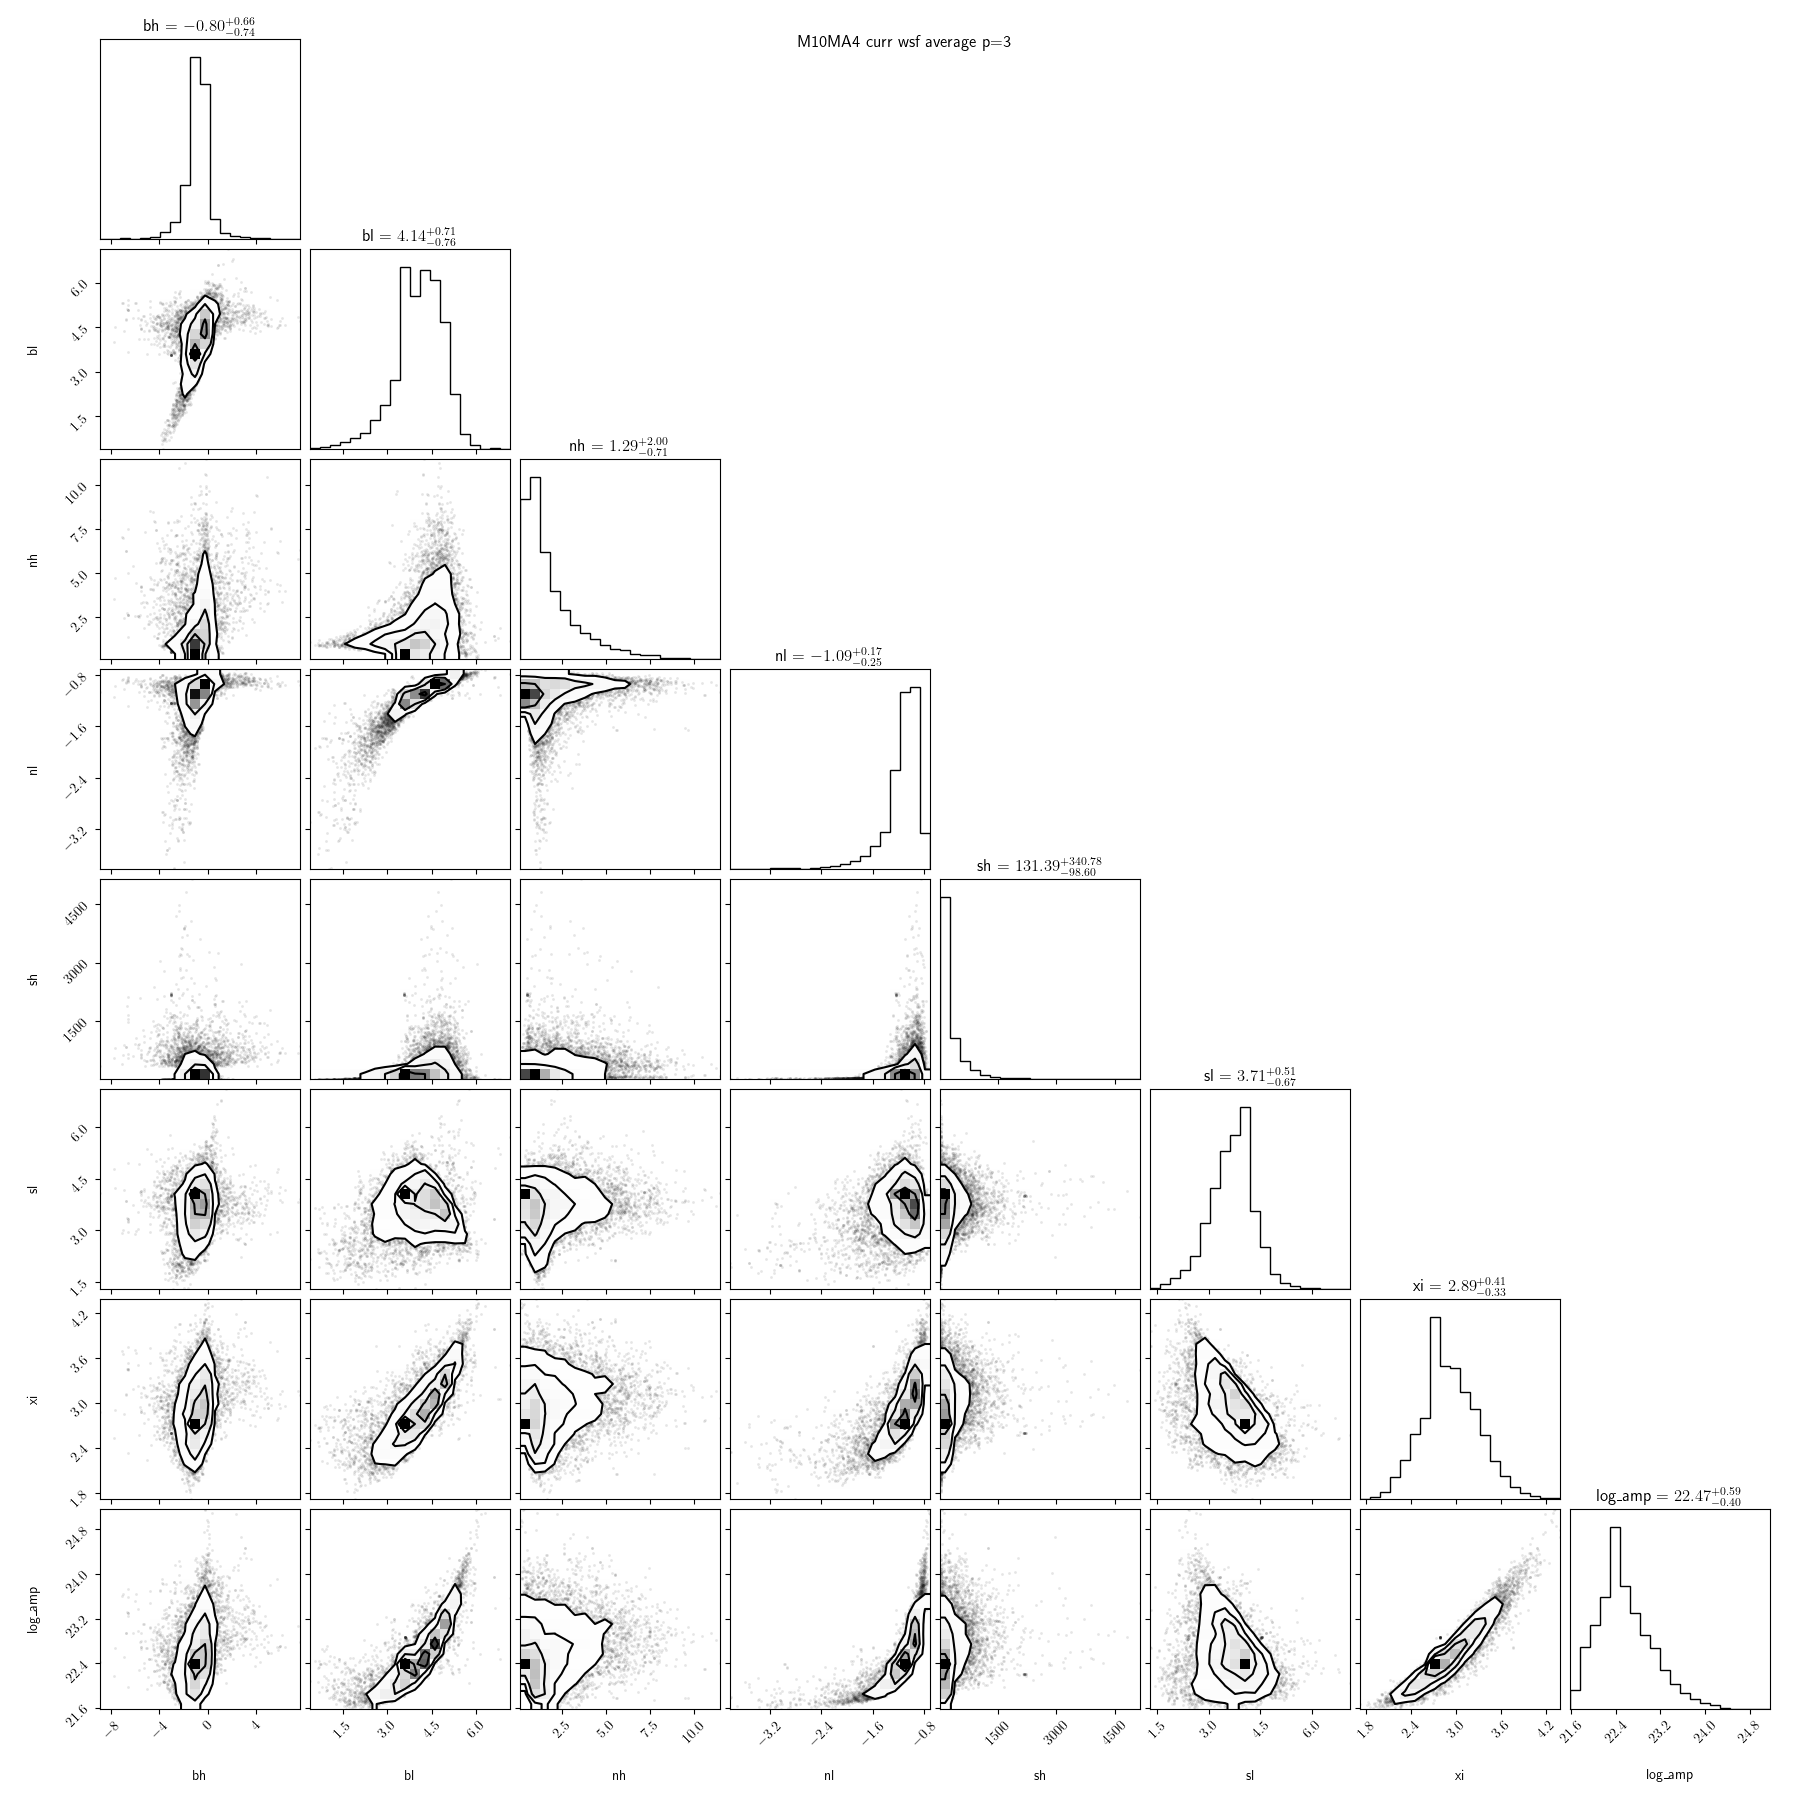 M10MA4 curr wsf average p=3
bh = −0.80 +0.66 −0.74
bl = 4.14 +0.71 −0.76
bl
6.0
4.5
3.0
1.5
nh = 1.29 +2.00 −0.71
nh
10.0
7.5
5.0
2.5
nl = −1.09 +0.17 −0.25
nl
−0.8
−1.6
−2.4
−3.2
sh = 131.39 +340.78 −98.60
sh
4500
3000
1500
sl = 3.71 +0.51 −0.67
sl
6.0
4.5
3.0
1.5
xi = 2.89 +0.41 −0.33
xi
4.2
3.6
3.0
2.4
1.8
log_amp = 22.47 +0.59 −0.40
log_amp
24.8
24.0
23.2
22.4
21.6
−8 −4 0 4
1.5 3.0 4.5 6.0
2.5 5.0 7.5 10.0
−3.2 −2.4 −1.6 −0.8
1500 3000 4500
1.5 3.0 4.5 6.0
1.8 2.4 3.0 3.6 4.2
21.6 22.4 23.2 24.0 24.8
bh bl nh nl sh sl xi log_amp